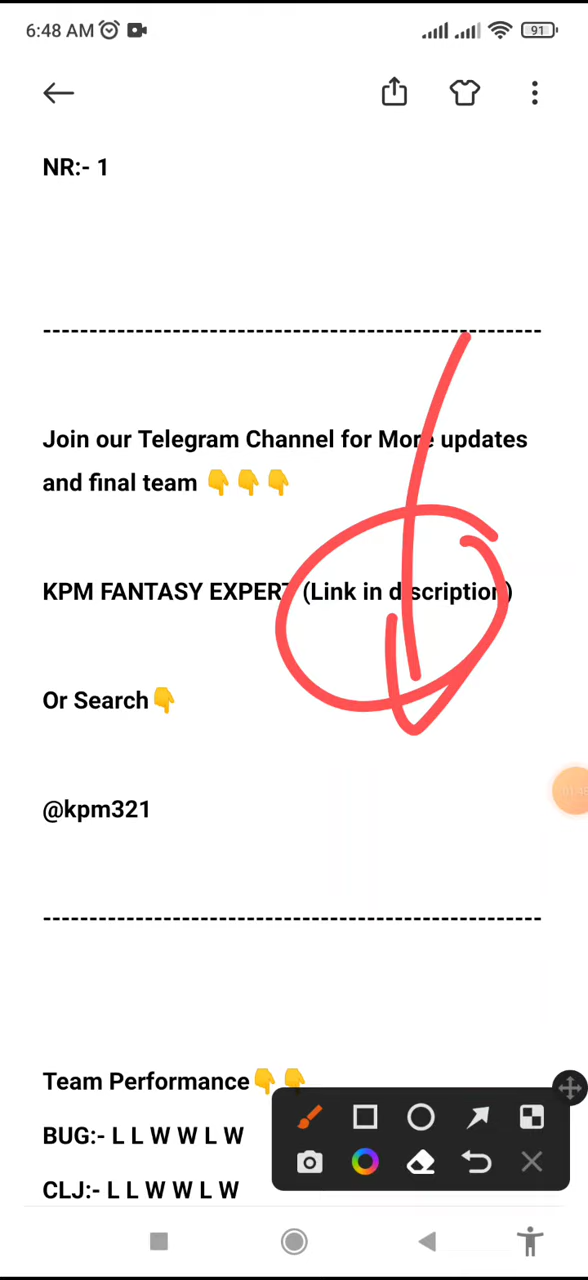 6:48 AM
91
NR:- 1
------------------------------------------------------
Join our Telegram Channel for More updates
and final team 👇👇👇
KPM FANTASY EXPERT (Link in discription)
Or Search👇
@kpm321
------------------------------------------------------
Team Performance👇👇
BUG:- L L W W L W
CLJ:- L L W W L W